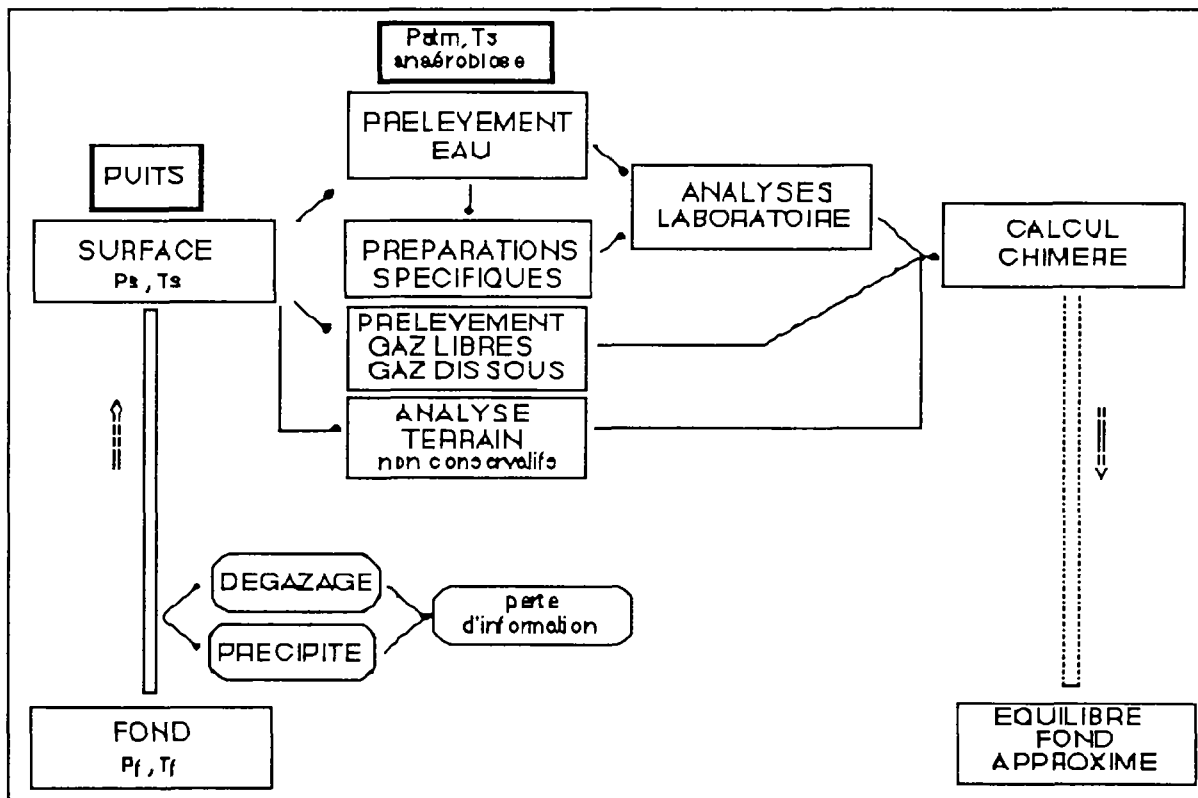 Patm, Ts
anaérobiose
PRELEVEMENT
EAU
PUITS
ANALYSES
LABORATOIRE
SURFACE
Ps, Ts
PREPARATIONS
SPECIFIQUES
CALCUL
CHIMERE
PRELEVEMENT
GAZ LIBRES
GAZ DISSOUS
ANALYSE
TERRAIN
non conservatifs
DEGAZAGE
PRECIPITE
perte
d'information
FOND
Pf, Tf
EQUILIBRE
FOND
APPROXIME